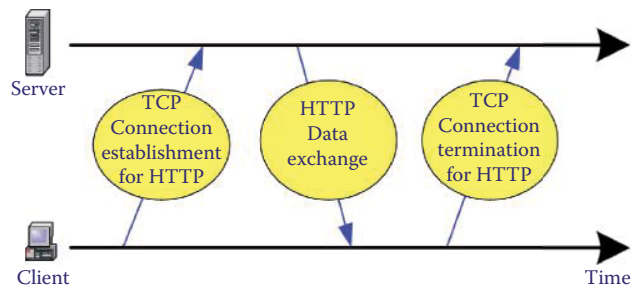 Server
TCP
Connection
establishment
for HTTP
HTTP
Data
exchange
TCP
Connection
termination
for HTTP
Client
Time